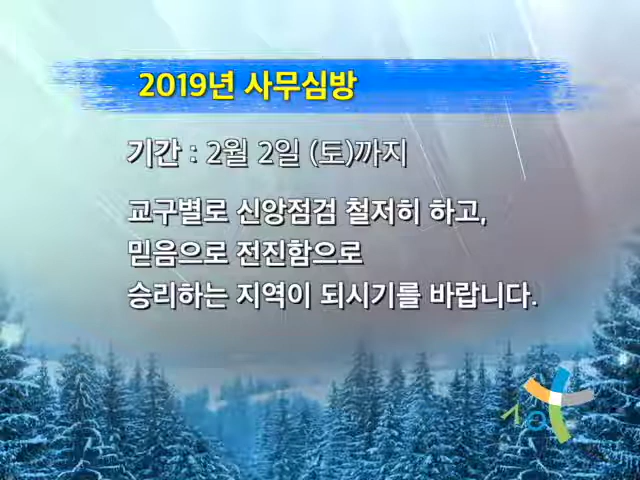 2019년 사무심방
기간 : 2월 2일 (토)까지
교구별로 신앙점검 철저히 하고,
믿음으로 전진함으로
승리하는 지역이 되시기를 바랍니다.